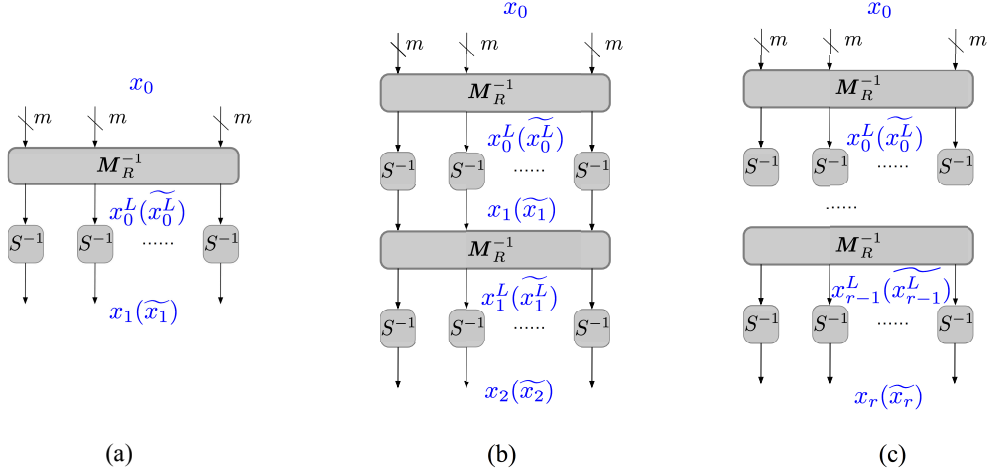 x_0
m m m
M_R^{-1}
x_0^L(\widetilde{x_0^L})
S^{-1} S^{-1} ...... S^{-1}
x_1(\widetilde{x_1})
(a)
x_0
m m m
M_R^{-1}
x_0^L(\widetilde{x_0^L})
S^{-1} S^{-1} ...... S^{-1}
x_1(\widetilde{x_1})
M_R^{-1}
x_1^L(\widetilde{x_1^L})
S^{-1} S^{-1} ...... S^{-1}
x_2(\widetilde{x_2})
(b)
x_0
m m m
M_R^{-1}
x_0^L(\widetilde{x_0^L})
S^{-1} S^{-1} ...... S^{-1}
......
M_R^{-1}
x_{r-1}^L(\widetilde{x_{r-1}^L})
S^{-1} S^{-1} ...... S^{-1}
x_r(\widetilde{x_r})
(c)